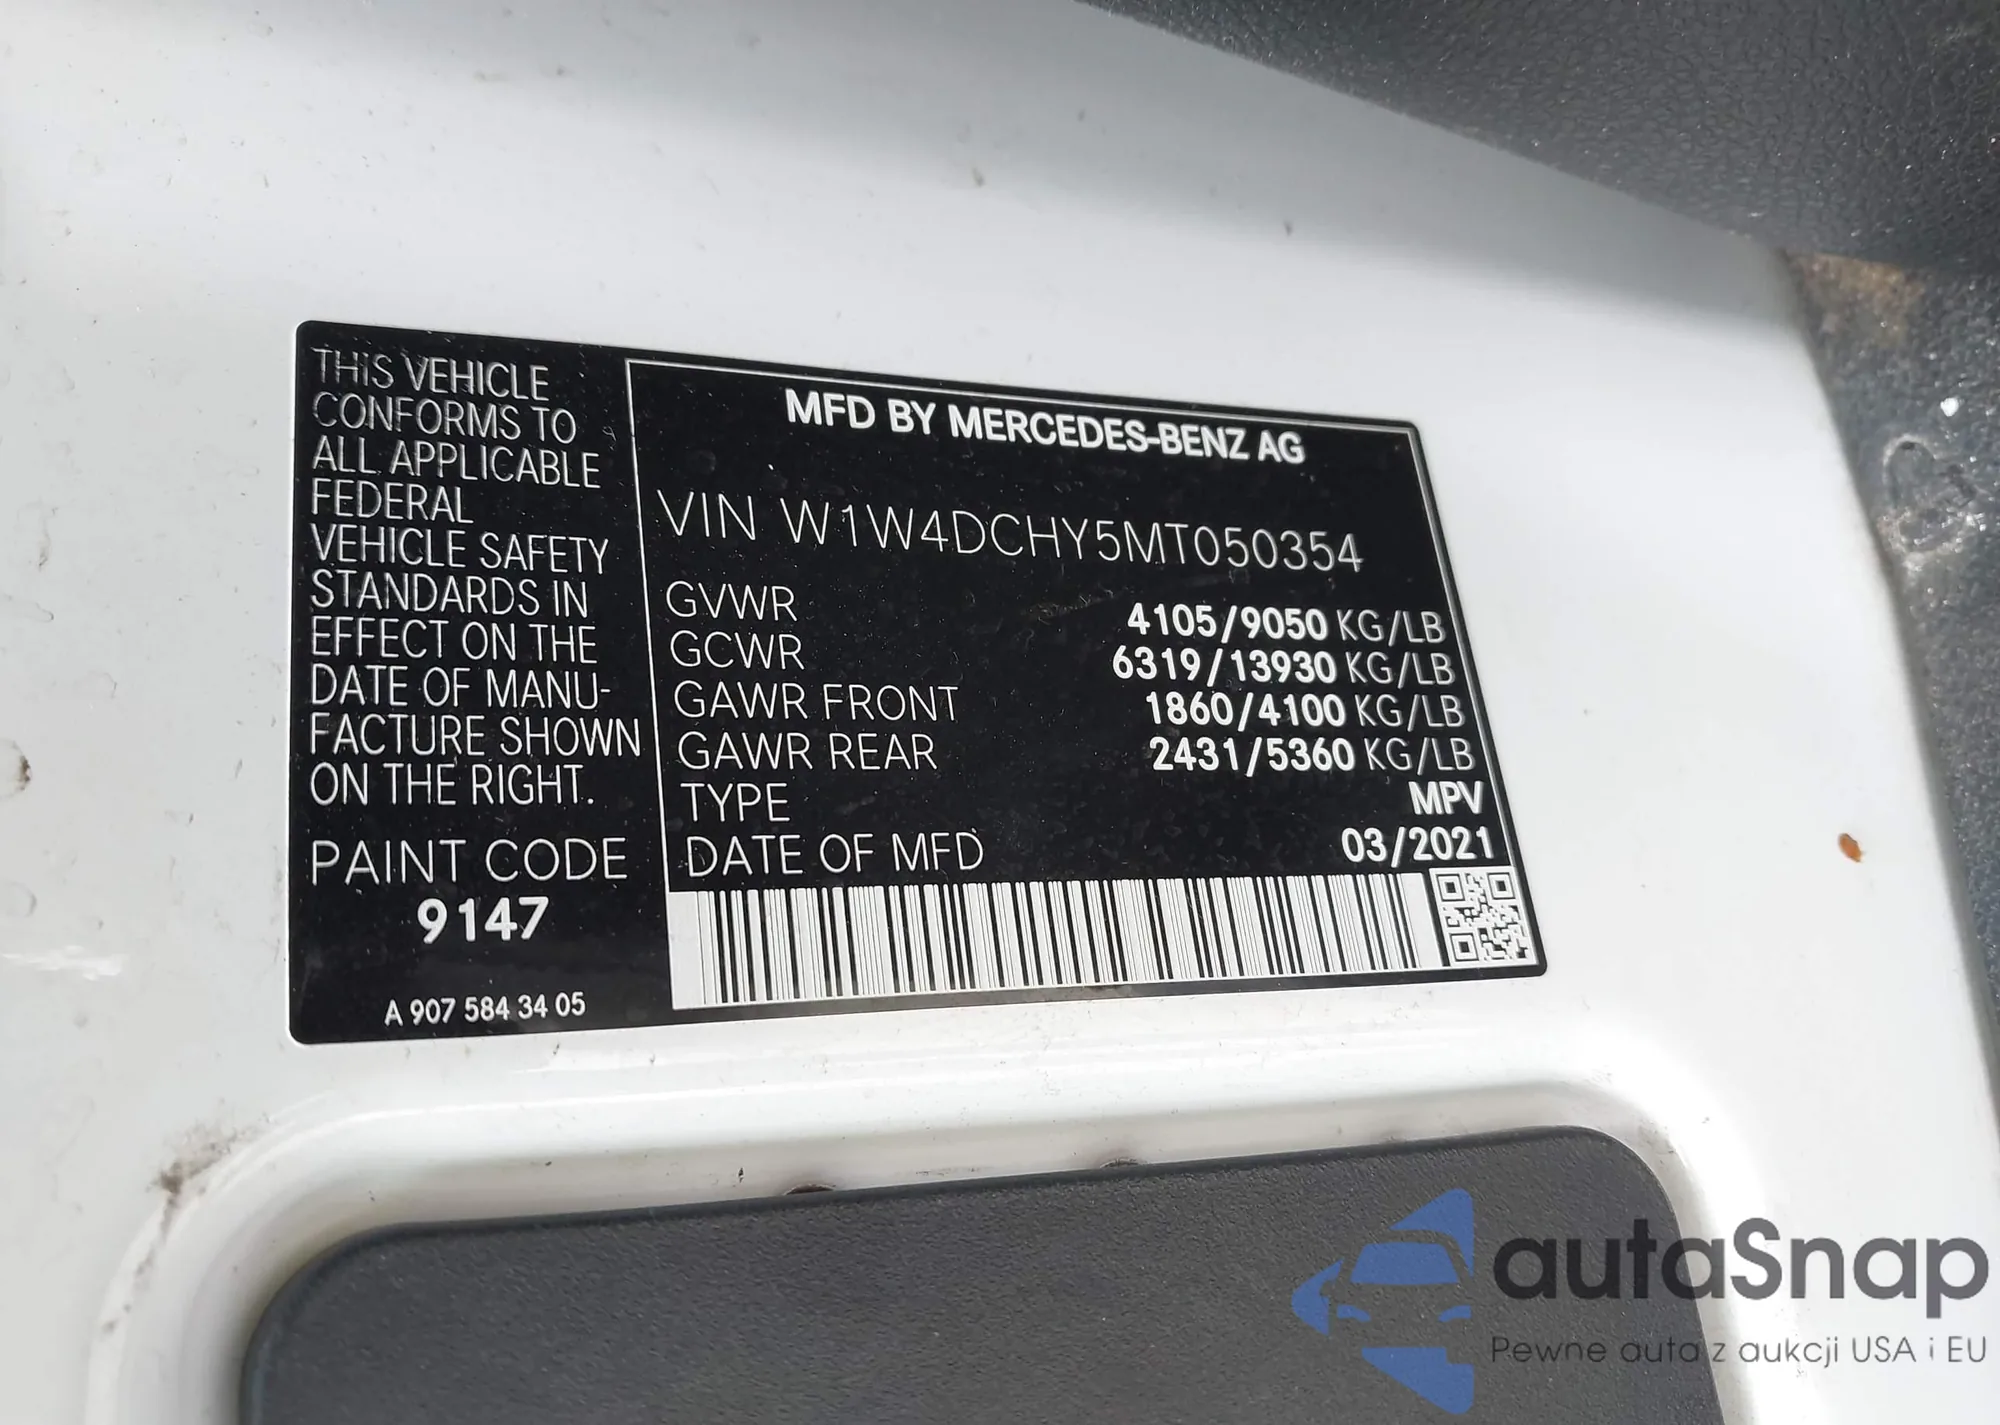 THIS VEHICLE
CONFORMS TO
ALL APPLICABLE
FEDERAL
VEHICLE SAFETY
STANDARDS IN
EFFECT ON THE
DATE OF MANU-
FACTURE SHOWN
ON THE RIGHT.
PAINT CODE
9147
A 907 584 34 05
MFD BY MERCEDES-BENZ AG
VIN W1W4DCHY5MT050354
GVWR 4105/9050 KG/LB
GCWR 6319/13930 KG/LB
GAWR FRONT 1860/4100 KG/LB
GAWR REAR 2431/5360 KG/LB
TYPE MPV
DATE OF MFD 03/2021
autaSnap
Pewne auta z aukcji USA i EU